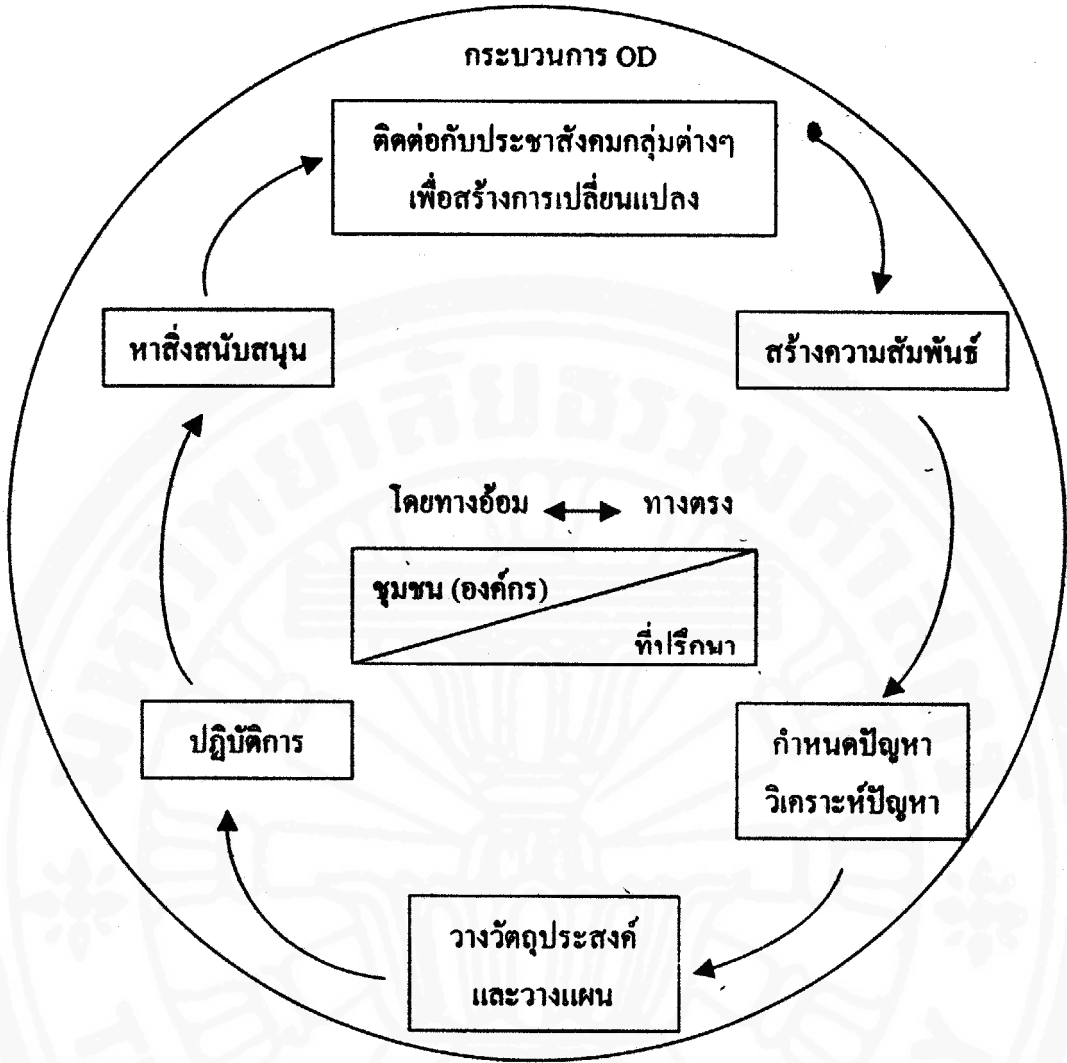 กระบวนการ OD
ติดต่อกับประชาสังคมกลุ่มต่างๆ
เพื่อสร้างการเปลี่ยนแปลง
หาสิ่งสนับสนุน
สร้างความสัมพันธ์
โดยทางอ้อม
ทางตรง
ชุมชน (องค์กร)
ที่ปรึกษา
ปฏิบัติการ
กำหนดปัญหา
วิเคราะห์ปัญหา
วางวัตถุประสงค์
และวางแผน